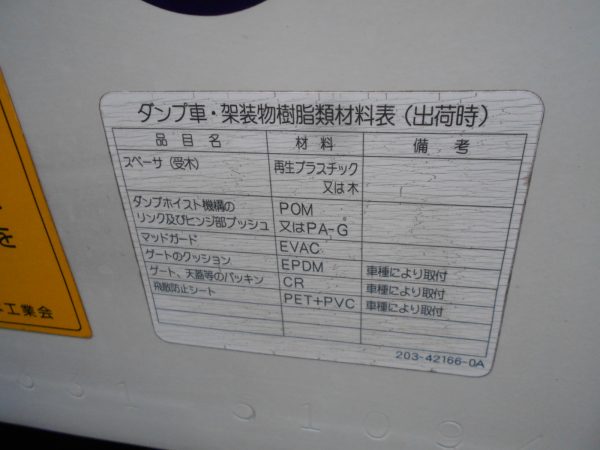 ダンプ車・架装物樹脂類材料表（出荷時）
品目名 材料 備考
スペーサ（受木） 再生プラスチック
又は木
ダンプホイスト機構の POM
リンク及びヒンジ部ブッシュ 又はPA-G
マッドガード EVAC
ゲートのクッション EPDM 車種により取付
ゲート、天蓋等のパッキン CR 車種により取付
飛散防止シート PET+PVC 車種により取付
203-42166-0A
を
工業会